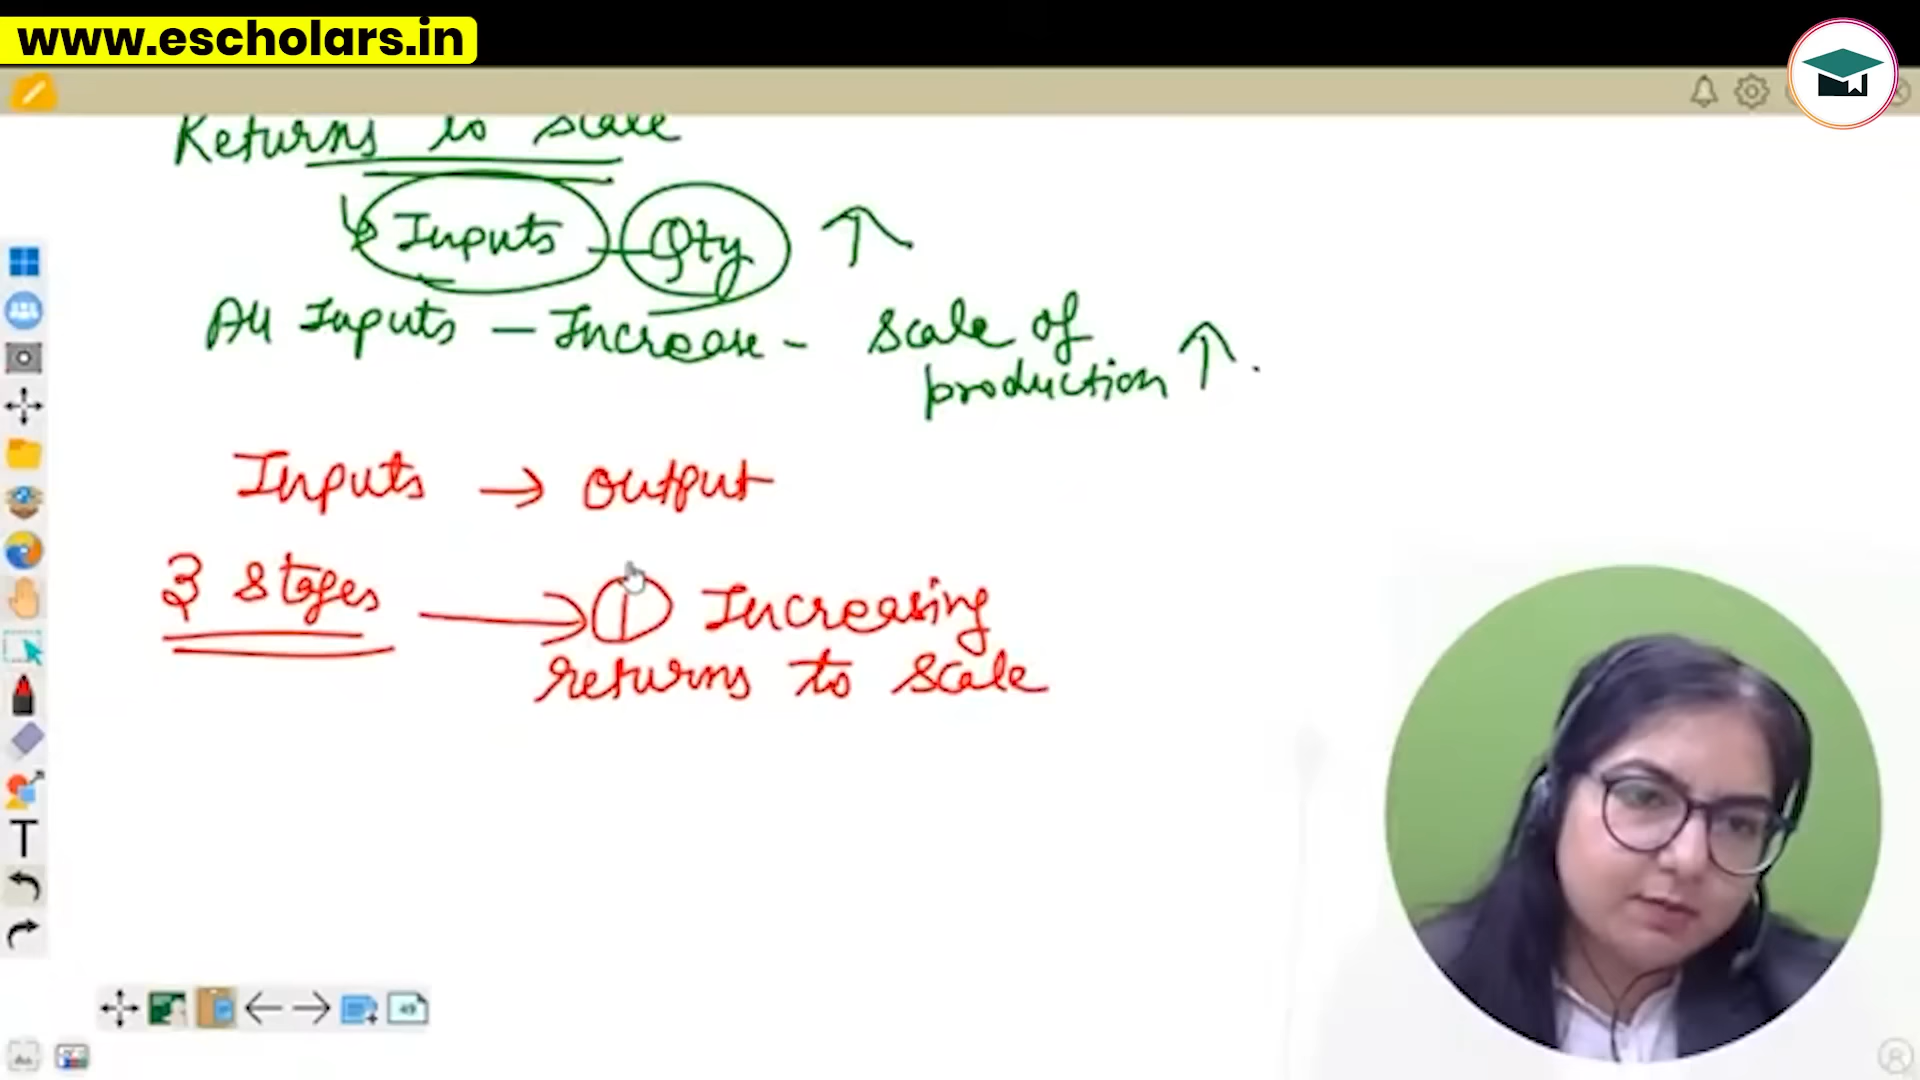 www.escholars.in
Returns to scale
Inputs - Qty ↑
All Inputs - Increase - scale of
production ↑.
Inputs → output
3 stages → ① Increasing
returns to scale
T